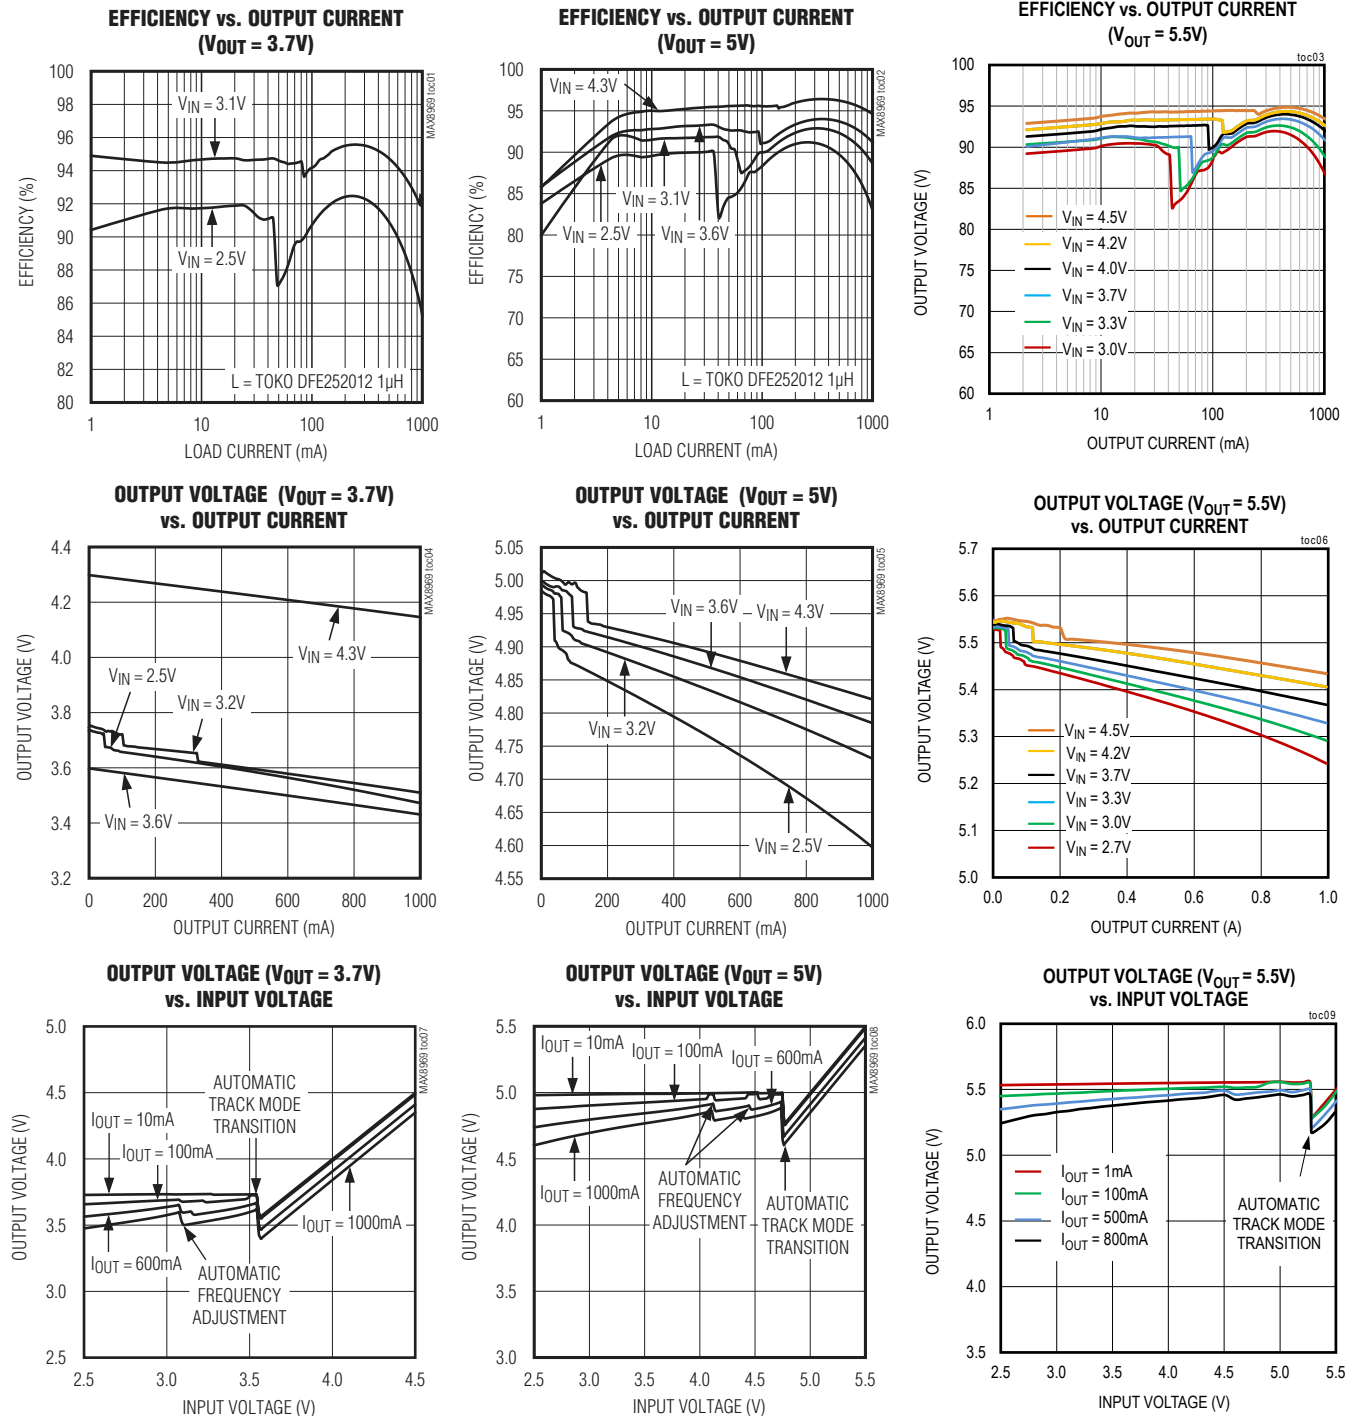 EFFICIENCY vs. OUTPUT CURRENT
(VOUT = 3.7V)
MAX8969 toc01
EFFICIENCY (%)
100
98
96
94
92
90
88
86
84
82
80
VIN = 3.1V
VIN = 2.5V
L = TOKO DFE252012 1µH
1
10
100
1000
LOAD CURRENT (mA)
EFFICIENCY vs. OUTPUT CURRENT
(VOUT = 5V)
MAX8969 toc02
EFFICIENCY (%)
100
95
90
85
80
75
70
65
60
VIN = 4.3V
VIN = 3.1V
VIN = 2.5V
VIN = 3.6V
L = TOKO DFE252012 1µH
1
10
100
1000
LOAD CURRENT (mA)
EFFICIENCY vs. OUTPUT CURRENT
(VOUT = 5.5V)
toc03
OUTPUT VOLTAGE (V)
100
95
90
85
80
75
70
65
60
VIN = 4.5V
VIN = 4.2V
VIN = 4.0V
VIN = 3.7V
VIN = 3.3V
VIN = 3.0V
1
10
100
1000
OUTPUT CURRENT (mA)
OUTPUT VOLTAGE (VOUT = 3.7V)
vs. OUTPUT CURRENT
MAX8969 toc04
OUTPUT VOLTAGE (V)
4.4
4.2
4.0
3.8
3.6
3.4
3.2
VIN = 4.3V
VIN = 2.5V
VIN = 3.2V
VIN = 3.6V
0
200
400
600
800
1000
OUTPUT CURRENT (mA)
OUTPUT VOLTAGE (VOUT = 5V)
vs. OUTPUT CURRENT
MAX8969 toc05
OUTPUT VOLTAGE (V)
5.05
5.00
4.95
4.90
4.85
4.80
4.75
4.70
4.65
4.60
4.55
VIN = 3.6V
VIN = 4.3V
VIN = 3.2V
VIN = 2.5V
0
200
400
600
800
1000
OUTPUT CURRENT (mA)
OUTPUT VOLTAGE (VOUT = 5.5V)
vs. OUTPUT CURRENT
toc06
OUTPUT VOLTAGE (V)
5.7
5.6
5.5
5.4
5.3
5.2
5.1
5.0
VIN = 4.5V
VIN = 4.2V
VIN = 3.7V
VIN = 3.3V
VIN = 3.0V
VIN = 2.7V
0.0
0.2
0.4
0.6
0.8
1.0
OUTPUT CURRENT (A)
OUTPUT VOLTAGE (VOUT = 3.7V)
vs. INPUT VOLTAGE
MAX8969 toc07
OUTPUT VOLTAGE (V)
5.0
4.5
4.0
3.5
3.0
2.5
AUTOMATIC
TRACK MODE
TRANSITION
IOUT = 10mA
IOUT = 100mA
IOUT = 1000mA
IOUT = 600mA
AUTOMATIC
FREQUENCY
ADJUSTMENT
2.5
3.0
3.5
4.0
4.5
INPUT VOLTAGE (V)
OUTPUT VOLTAGE (VOUT = 5V)
vs. INPUT VOLTAGE
MAX8969 toc08
OUTPUT VOLTAGE (V)
5.5
5.0
4.5
4.0
3.5
3.0
IOUT = 10mA
IOUT = 100mA
IOUT = 600mA
IOUT = 1000mA
AUTOMATIC
FREQUENCY
ADJUSTMENT
AUTOMATIC
TRACK MODE
TRANSITION
2.5
3.0
3.5
4.0
4.5
5.0
5.5
INPUT VOLTAGE (V)
OUTPUT VOLTAGE (VOUT = 5.5V)
vs. INPUT VOLTAGE
toc09
OUTPUT VOLTAGE (V)
6.0
5.5
5.0
4.5
4.0
3.5
IOUT = 1mA
IOUT = 100mA
IOUT = 500mA
IOUT = 800mA
AUTOMATIC
TRACK MODE
TRANSITION
2.5
3.0
3.5
4.0
4.5
5.0
5.5
INPUT VOLTAGE (V)